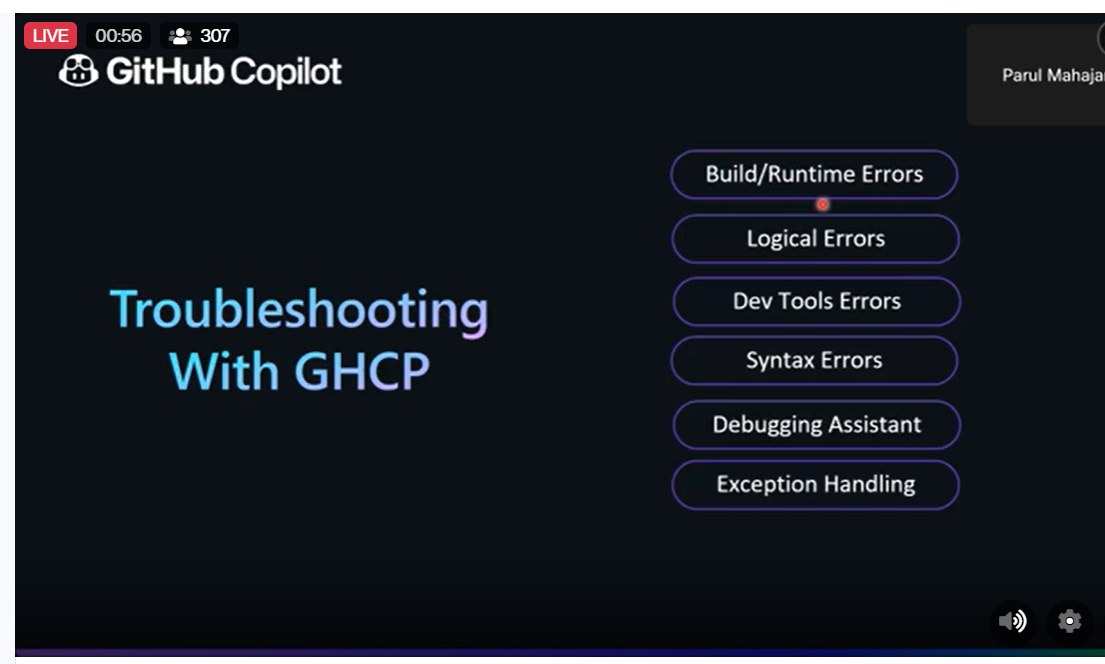 LIVE 00:56 307
GitHub Copilot
Parul Mahaja
Build/Runtime Errors
Logical Errors
Dev Tools Errors
Syntax Errors
Debugging Assistant
Exception Handling
Troubleshooting
With GHCP